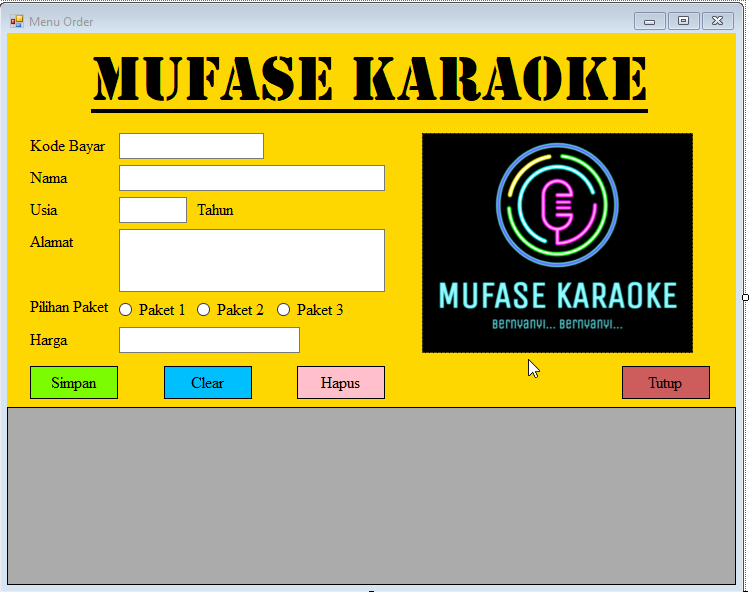 Menu Order
MUFASE KARAOKE
Kode Bayar
Nama
Usia Tahun
Alamat
Pilihan Paket Paket 1 Paket 2 Paket 3
Harga
MUFASE KARAOKE
BERNYANYI... BERNYANYI...
Simpan Clear Hapus Tutup